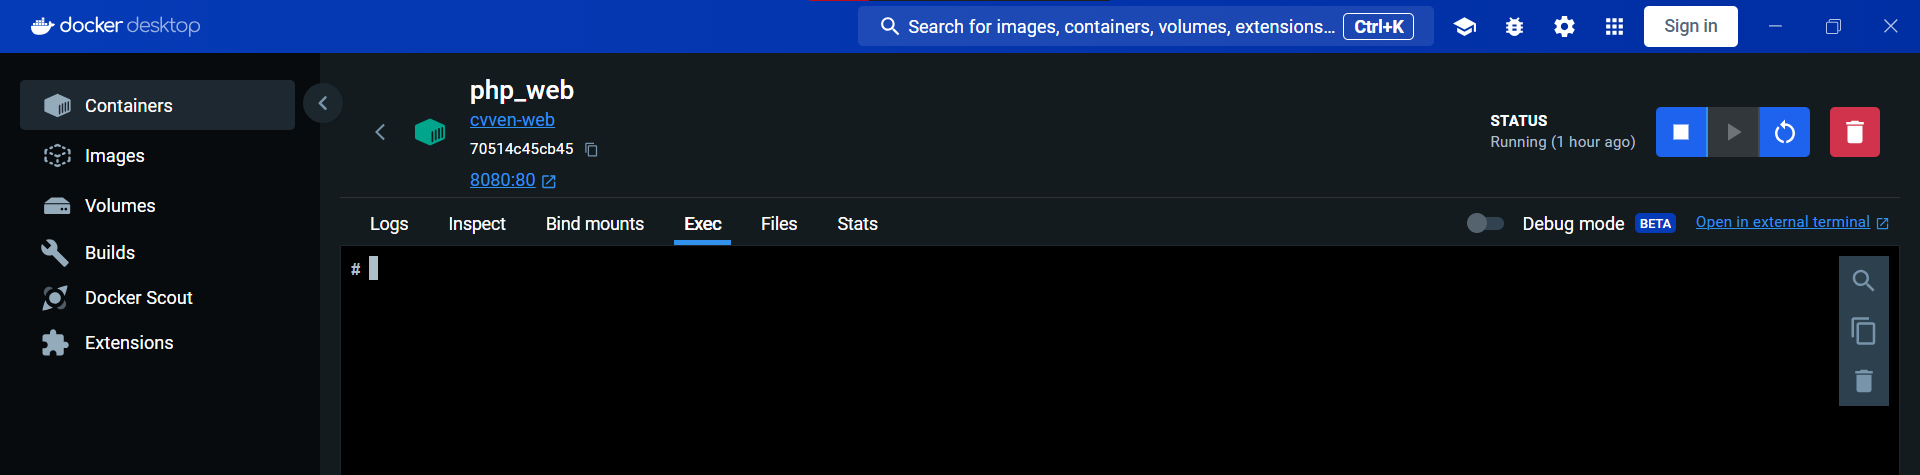 docker desktop
Search for images, containers, volumes, extensions... Ctrl+K
Sign in
Containers
Images
Volumes
Builds
Docker Scout
Extensions
php_web
cvven-web
70514c45cb45
8080:80
STATUS
Running (1 hour ago)
Logs Inspect Bind mounts Exec Files Stats
Debug mode BETA Open in external terminal
#